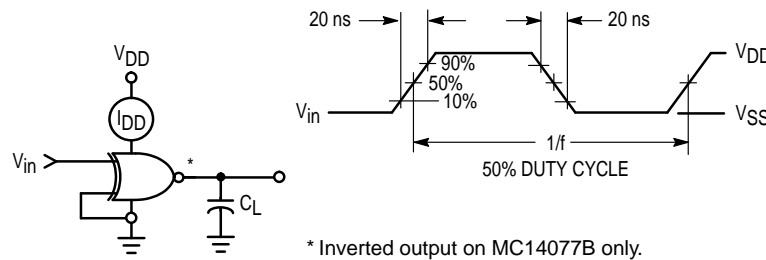 20 ns
20 ns
VDD
IDD
Vin
*
CL
90%
50%
10%
Vin
VDD
VSS
1/f
50% DUTY CYCLE
* Inverted output on MC14077B only.